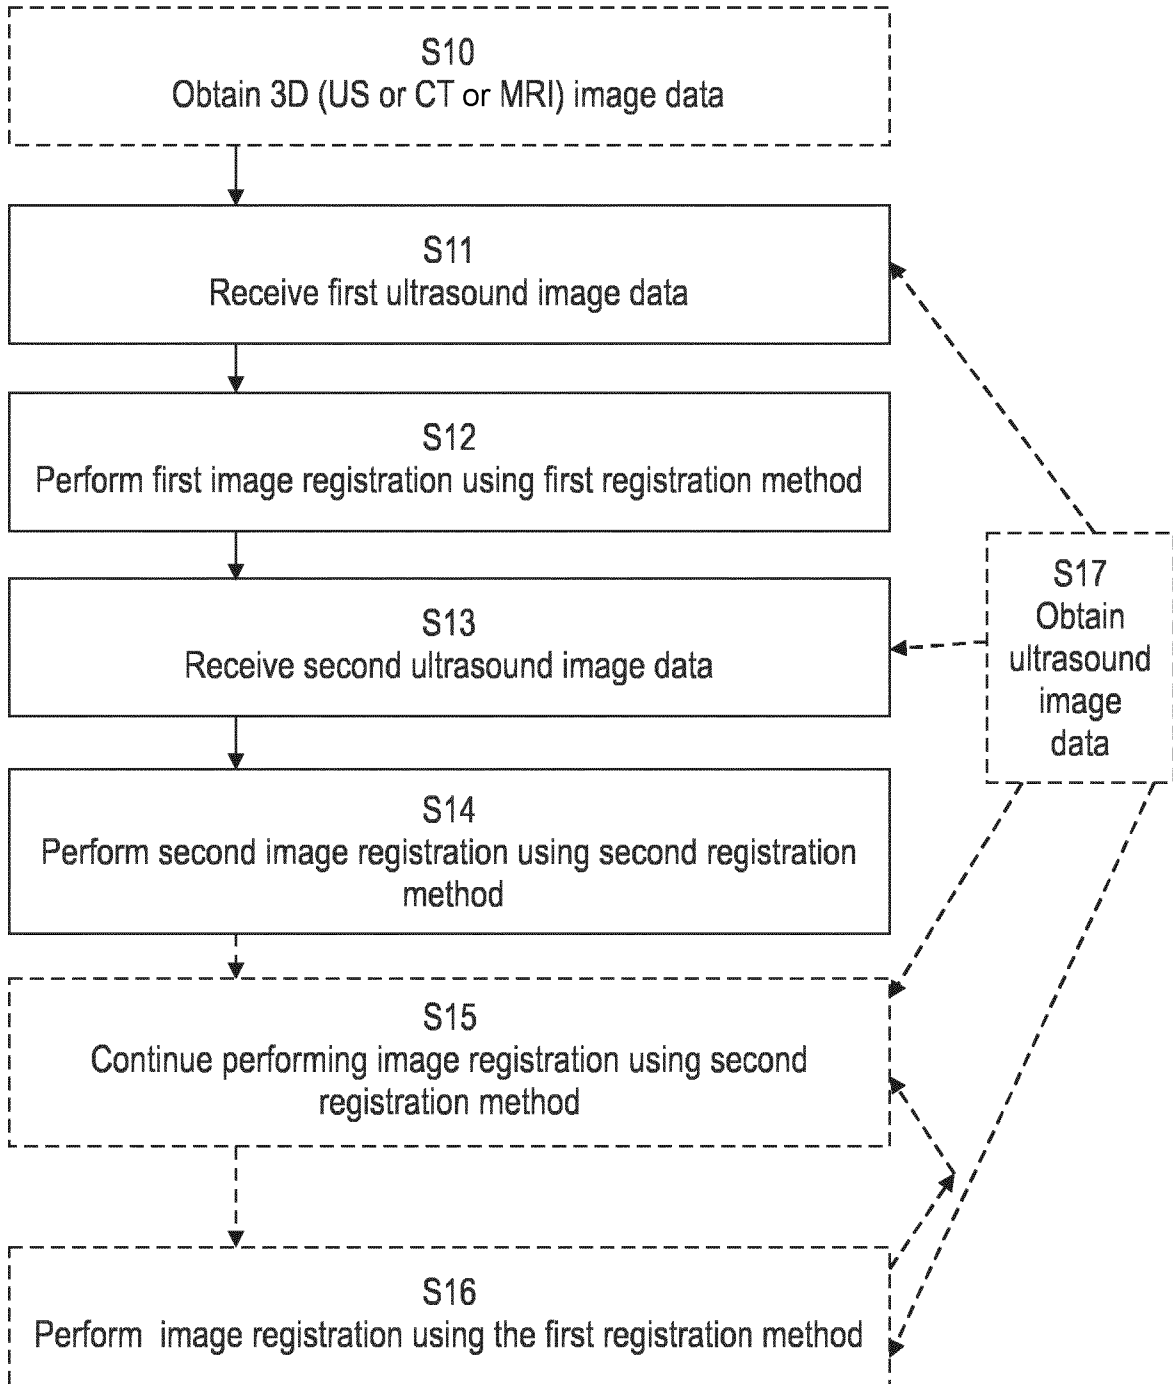 S10
Obtain 3D (US or CT or MRI) image data
S11
Receive first ultrasound image data
S12
Perform first image registration using first registration method
S13
Receive second ultrasound image data
S14
Perform second image registration using second registration
method
S15
Continue performing image registration using second
registration method
S16
Perform image registration using the first registration method
S17
Obtain
ultrasound
image
data